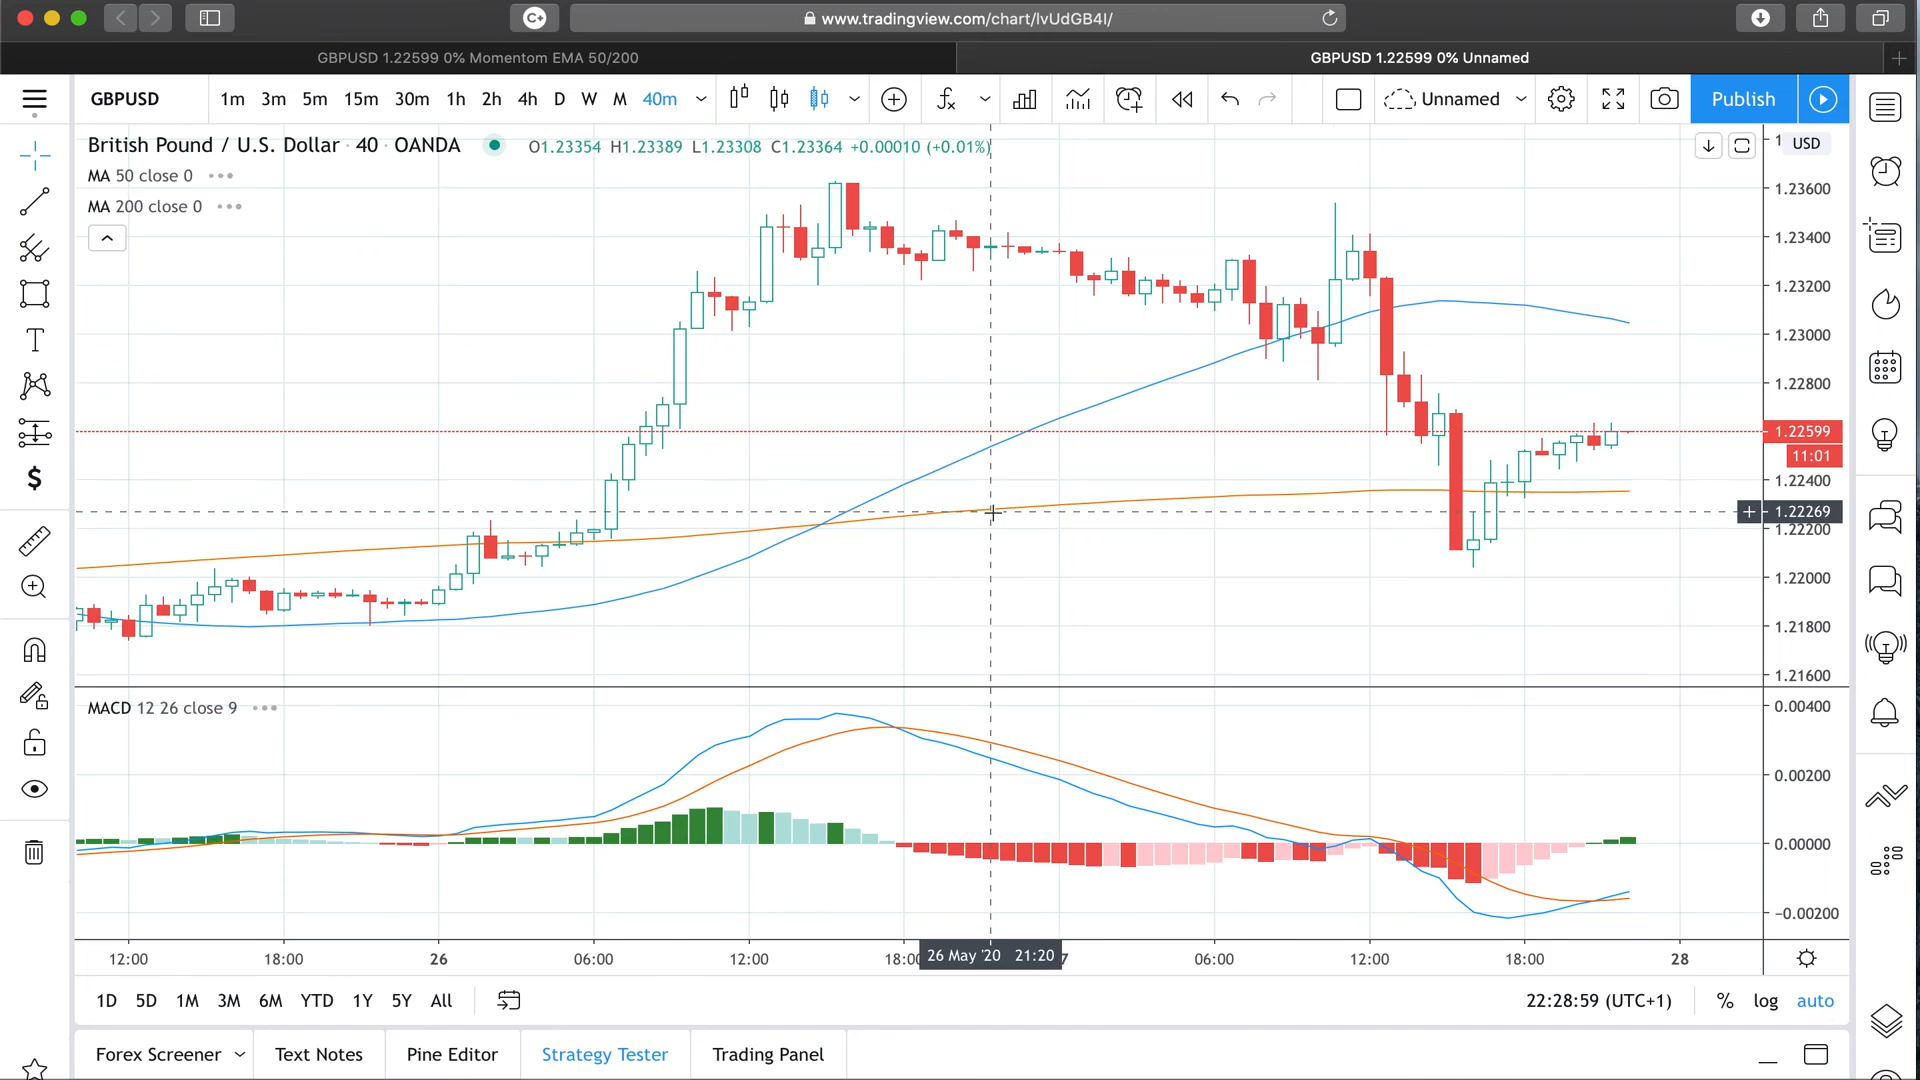 www.tradingview.com/chart/lvUdGB4l/
GBPUSD 1.22599 0% Momentom EMA 50/200
GBPUSD 1.22599 0% Unnamed
GBPUSD 1m 3m 5m 15m 30m 1h 2h 4h D W M 40m Unnamed Publish
British Pound / U.S. Dollar · 40 · OANDA O1.23354 H1.23389 L1.23308 C1.23364 +0.00010 (+0.01%)
USD
MA 50 close 0
MA 200 close 0
1.23600
1.23400
1.23200
1.23000
1.22800
1.22599
11:01
1.22400
1.22269
1.22200
1.22000
1.21800
1.21600
MACD 12 26 close 9
0.00400
0.00200
0.00000
−0.00200
12:00 18:00 26 06:00 12:00 18:00 26 May '20 21:20 7 06:00 12:00 18:00 28
1D 5D 1M 3M 6M YTD 1Y 5Y All 22:28:59 (UTC+1) % log auto
Forex Screener Text Notes Pine Editor Strategy Tester Trading Panel